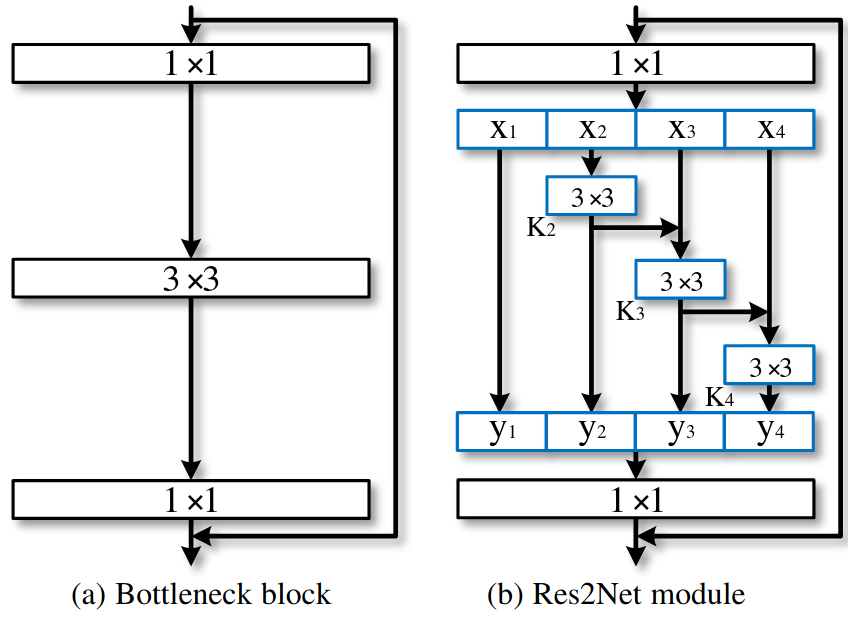 1×1
3×3
1×1
(a) Bottleneck block
1×1
x1 x2 x3 x4
3×3
K2
3×3
K3
3×3
K4
y1 y2 y3 y4
1×1
(b) Res2Net module